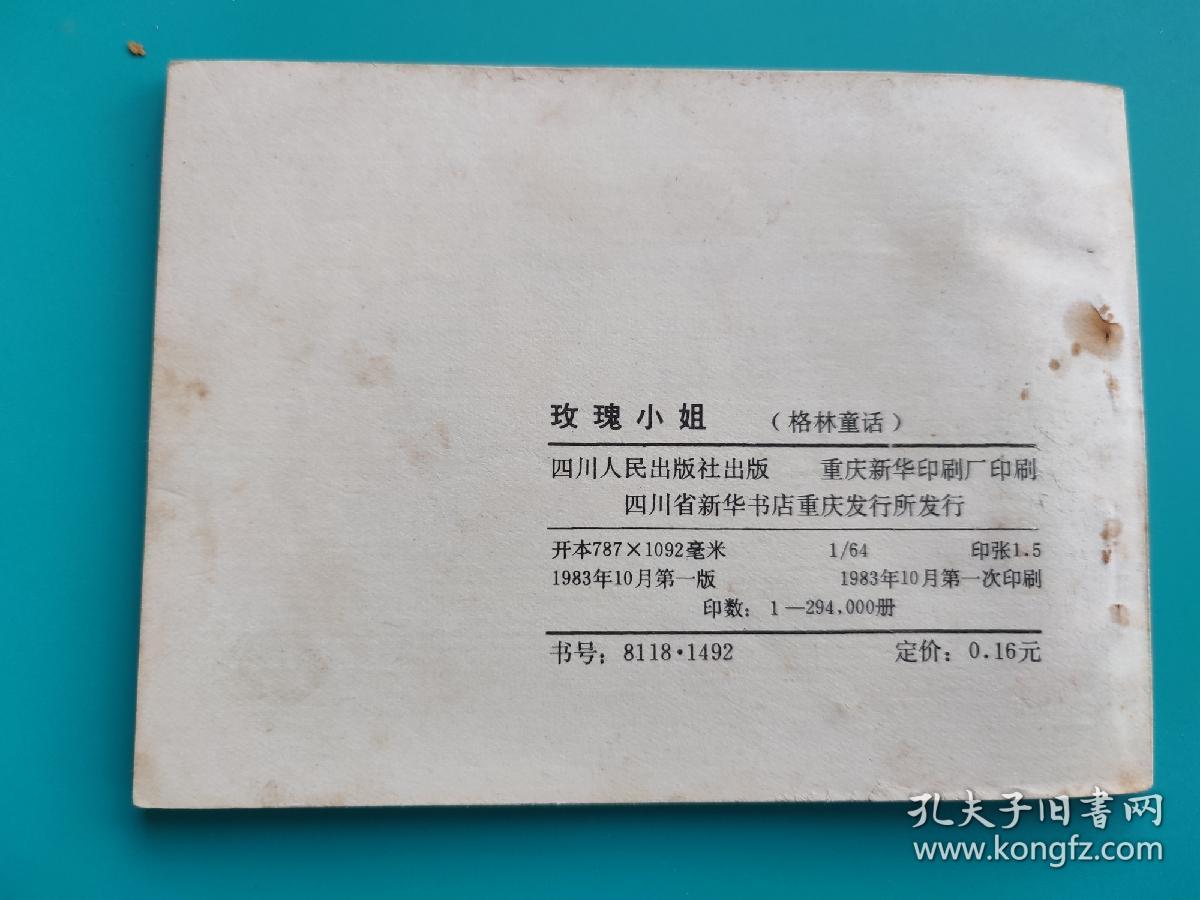 玫瑰小姐 （格林童话）
四川人民出版社出版 重庆新华印刷厂印刷
四川省新华书店重庆发行所发行
开本787×1092毫米 1/64 印张1.5
1983年10月第一版 1983年10月第一次印刷
印数：1—294,000册
书号：8118·1492 定价：0.16元
孔夫子旧书网
www.kongfz.com